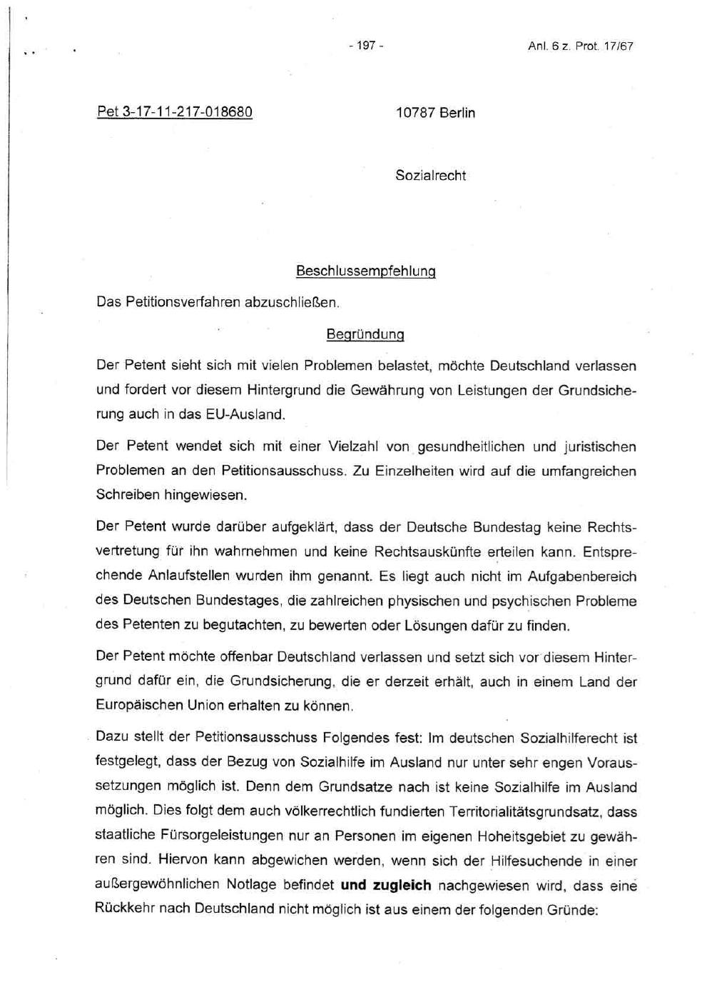 - 197 -
Anl. 6 z. Prot. 17/67
Pet 3-17-11-217-018680
10787 Berlin
Sozialrecht
Beschlussempfehlung
Das Petitionsverfahren abzuschließen.
Begründung
Der Petent sieht sich mit vielen Problemen belastet, möchte Deutschland verlassen
und fordert vor diesem Hintergrund die Gewährung von Leistungen der Grundsiche-
rung auch in das EU-Ausland.
Der Petent wendet sich mit einer Vielzahl von gesundheitlichen und juristischen
Problemen an den Petitionsausschuss. Zu Einzelheiten wird auf die umfangreichen
Schreiben hingewiesen.
Der Petent wurde darüber aufgeklärt, dass der Deutsche Bundestag keine Rechts-
vertretung für ihn wahrnehmen und keine Rechtsauskünfte erteilen kann. Entspre-
chende Anlaufstellen wurden ihm genannt. Es liegt auch nicht im Aufgabenbereich
des Deutschen Bundestages, die zahlreichen physischen und psychischen Probleme
des Petenten zu begutachten, zu bewerten oder Lösungen dafür zu finden.
Der Petent möchte offenbar Deutschland verlassen und setzt sich vor diesem Hinter-
grund dafür ein, die Grundsicherung, die er derzeit erhält, auch in einem Land der
Europäischen Union erhalten zu können.
Dazu stellt der Petitionsausschuss Folgendes fest: Im deutschen Sozialhilferecht ist
festgelegt, dass der Bezug von Sozialhilfe im Ausland nur unter sehr engen Voraus-
setzungen möglich ist. Denn dem Grundsatze nach ist keine Sozialhilfe im Ausland
möglich. Dies folgt dem auch völkerrechtlich fundierten Territorialitätsgrundsatz, dass
staatliche Fürsorgeleistungen nur an Personen im eigenen Hoheitsgebiet zu gewäh-
ren sind. Hiervon kann abgewichen werden, wenn sich der Hilfesuchende in einer
außergewöhnlichen Notlage befindet und zugleich nachgewiesen wird, dass eine
Rückkehr nach Deutschland nicht möglich ist aus einem der folgenden Gründe: